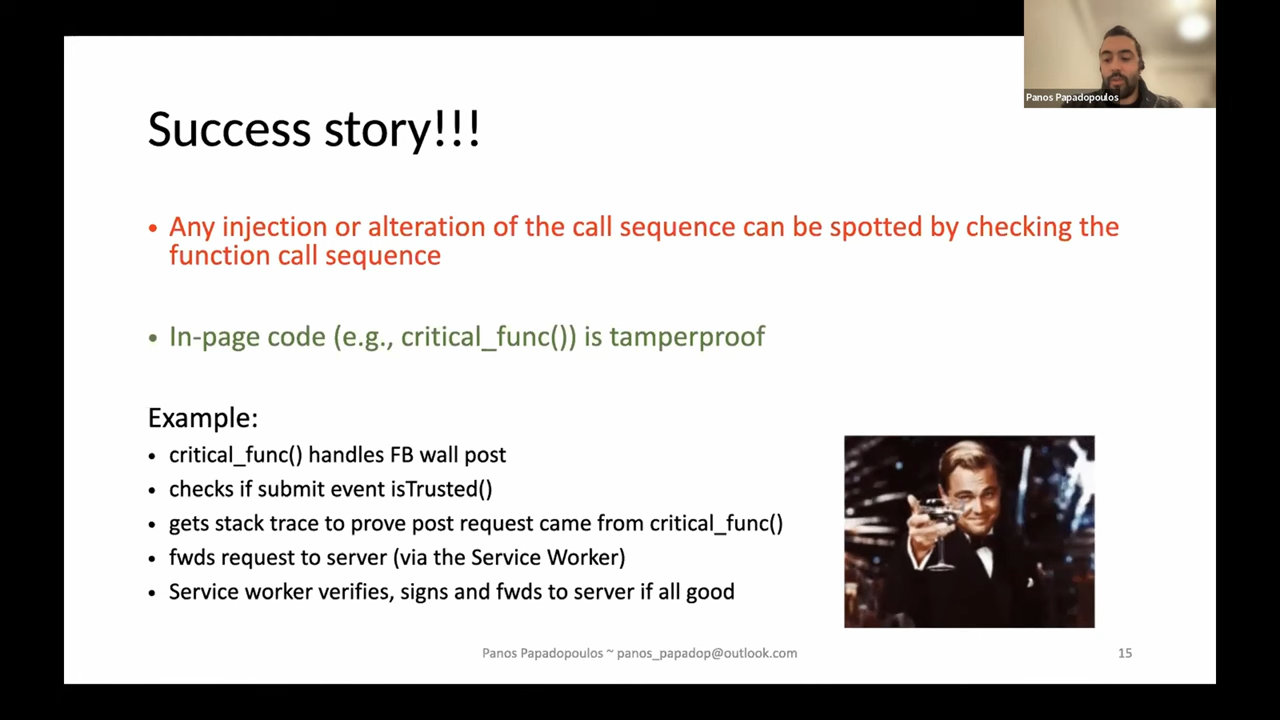 Panos Papadopoulos
Success story!!!
• Any injection or alteration of the call sequence can be spotted by checking the
function call sequence
• In-page code (e.g., critical_func()) is tamperproof
Example:
• critical_func() handles FB wall post
• checks if submit event isTrusted()
• gets stack trace to prove post request came from critical_func()
• fwds request to server (via the Service Worker)
• Service worker verifies, signs and fwds to server if all good
Panos Papadopoulos ~ panos_papadop@outlook.com
15